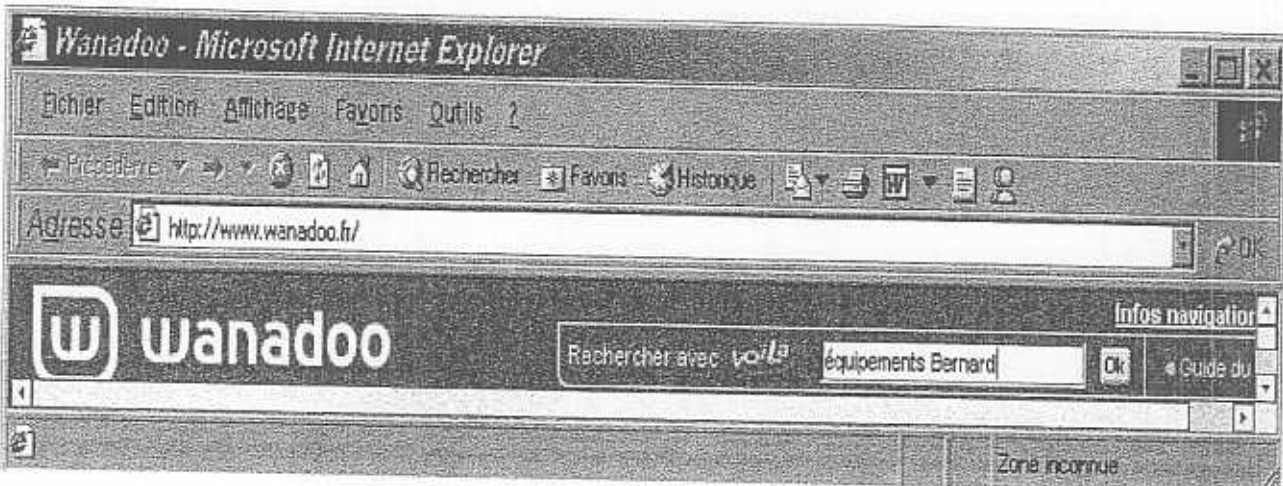 Wanadoo - Microsoft Internet Explorer
Fichier Edition Affichage Favoris Outils ?
Précédente Rechercher Favoris Historique
Adresse http://www.wanadoo.fr/ OK
Infos navigation
w wanadoo
Rechercher avec voilà équipements Bernard Ok Guide du
Zone inconnue